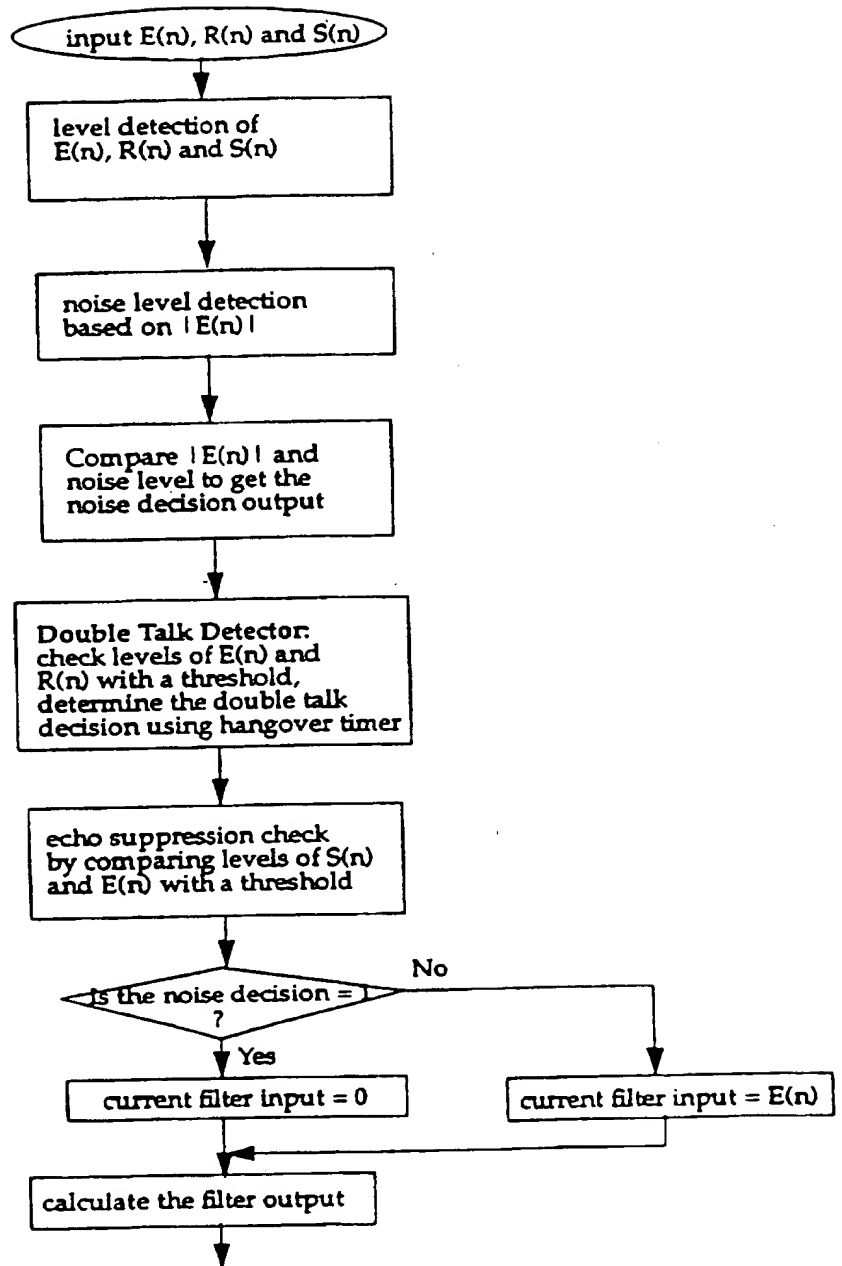 input E(n), R(n) and S(n)
level detection of
E(n), R(n) and S(n)
noise level detection
based on |E(n)|
Compare |E(n)| and
noise level to get the
noise decision output
Double Talk Detector:
check levels of E(n) and
R(n) with a threshold,
determine the double talk
decision using hangover timer
echo suppression check
by comparing levels of S(n)
and E(n) with a threshold
Is the noise decision = 1
?
No
Yes
current filter input = 0
current filter input = E(n)
calculate the filter output